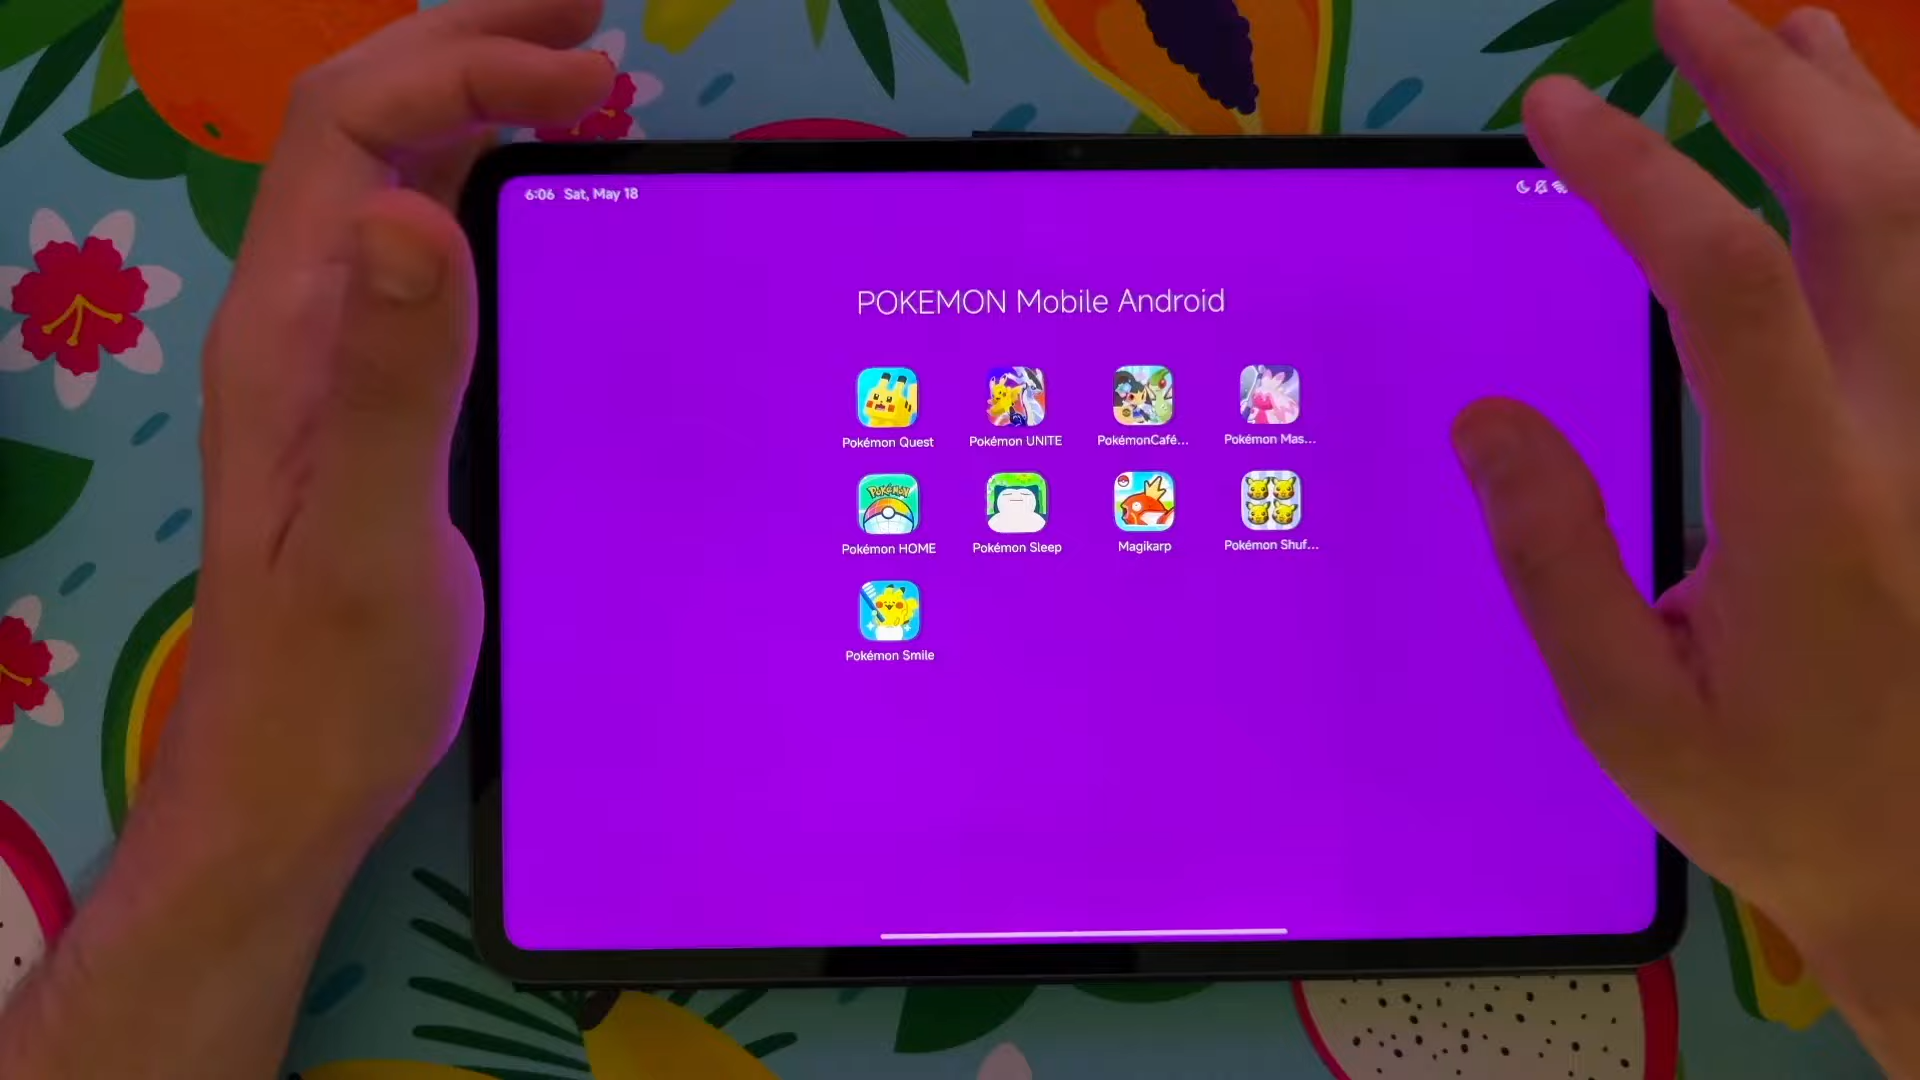 6:06 Sat, May 18
POKEMON Mobile Android
Pokémon Quest
Pokémon UNITE
PokémonCafé...
Pokémon Mas...
POKéMON
Pokémon HOME
Pokémon Sleep
Magikarp
Pokémon Shuf...
Pokémon Smile